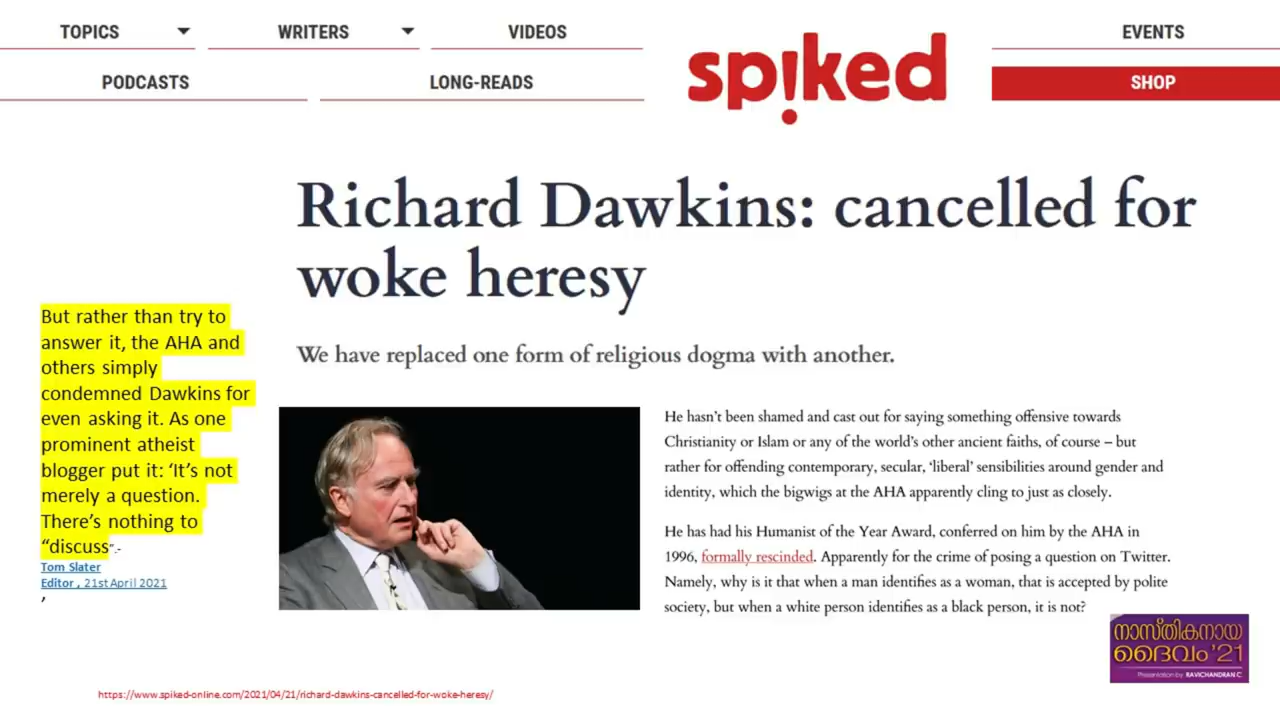 TOPICS
WRITERS
VIDEOS
EVENTS
PODCASTS
LONG-READS
spiked
SHOP
Richard Dawkins: cancelled for
woke heresy
We have replaced one form of religious dogma with another.
But rather than try to
answer it, the AHA and
others simply
condemned Dawkins for
even asking it. As one
prominent atheist
blogger put it: ‘It’s not
merely a question.
There’s nothing to
“discuss”.-
Tom Slater
Editor , 21stApril 2021
,
He hasn’t been shamed and cast out for saying something offensive towards
Christianity or Islam or any of the world’s other ancient faiths, of course – but
rather for offending contemporary, secular, ‘liberal’ sensibilities around gender and
identity, which the bigwigs at the AHA apparently cling to just as closely.
He has had his Humanist of the Year Award, conferred on him by the AHA in
1996, formally rescinded. Apparently for the crime of posing a question on Twitter.
Namely, why is it that when a man identifies as a woman, that is accepted by polite
society, but when a white person identifies as a black person, it is not?
നാസ്തികനായ
ദൈവം’21
Presentation by RAVICHANDRAN C
https://www.spiked-online.com/2021/04/21/richard-dawkins-cancelled-for-woke-heresy/